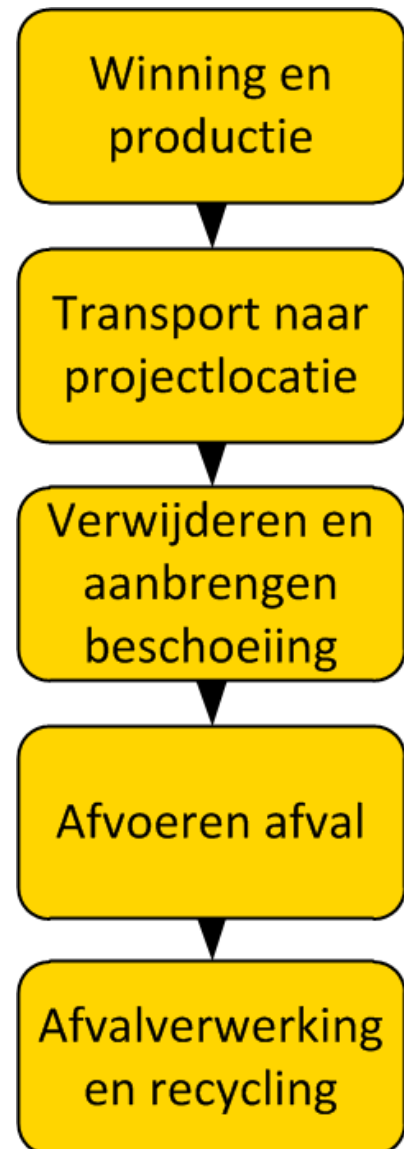 Winning en
productie
Transport naar
projectlocatie
Verwijderen en
aanbrengen
beschoeiing
Afvoeren afval
Afvalverwerking
en recycling